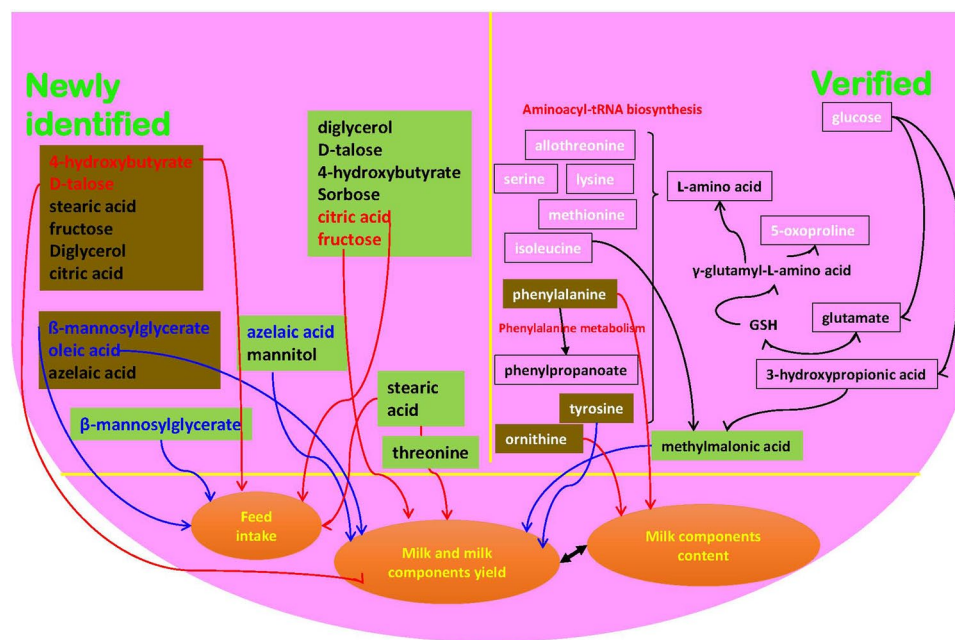 Newly
identified
4-hydroxybutyrate
D-talose
stearic acid
fructose
Diglycerol
citric acid
diglycerol
D-talose
4-hydroxybutyrate
Sorbose
citric acid
fructose
ß-mannosylglycerate
oleic acid
azelaic acid
azelaic acid
mannitol
β-mannosylglycerate
stearic
acid
threonine
Verified
Aminoacyl-tRNA biosynthesis
allothreonine
serine
lysine
methionine
isoleucine
phenylalanine
Phenylalanine metabolism
phenylpropanoate
tyrosine
ornithine
glucose
L-amino acid
5-oxoproline
γ-glutamyl-L-amino acid
GSH
glutamate
3-hydroxypropionic acid
methylmalonic acid
Feed
intake
Milk and milk
components yield
Milk components
content